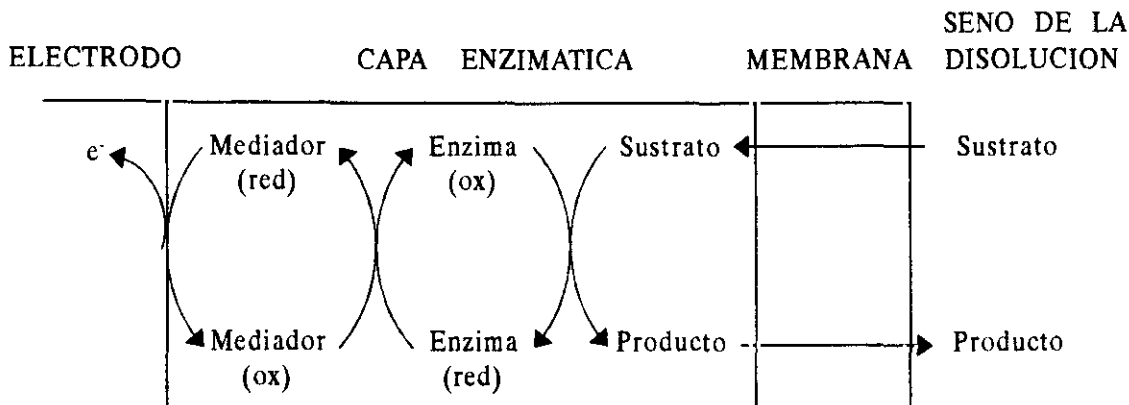 SENO DE LA
ELECTRODO CAPA ENZIMATICA MEMBRANA DISOLUCION
e- Mediador Enzima Sustrato Sustrato
(red) (ox)
Mediador Enzima Producto Producto
(ox) (red)